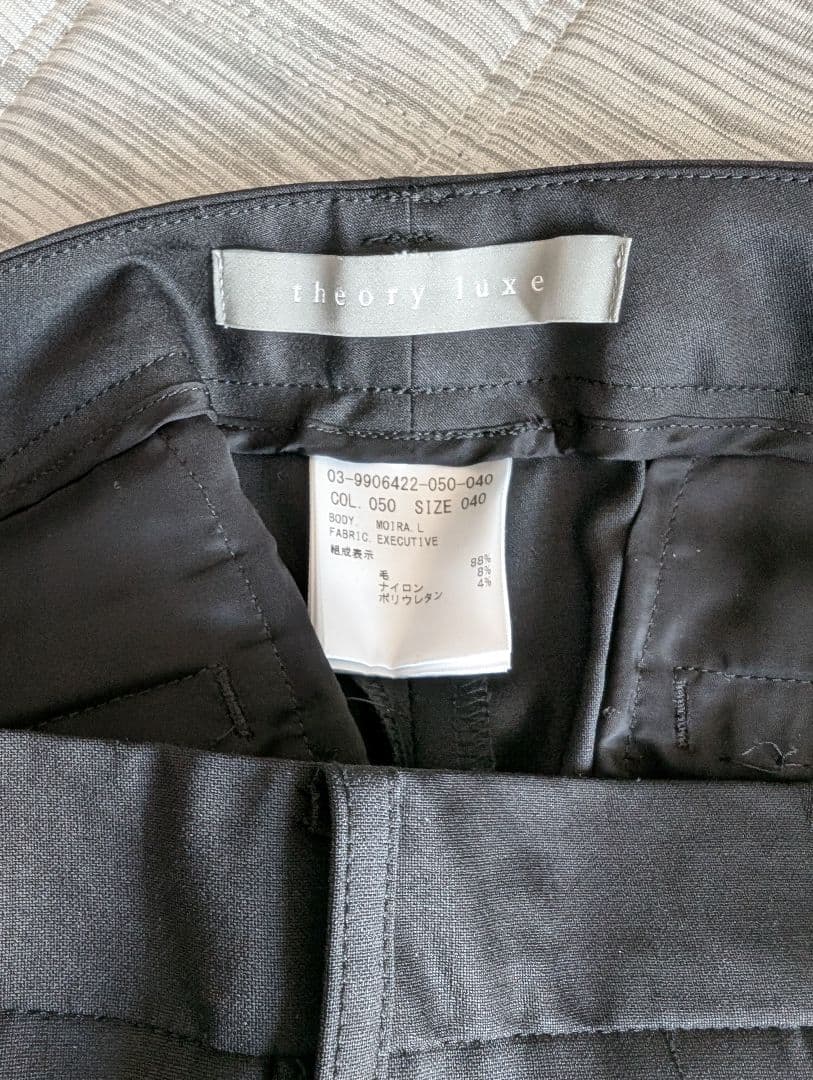 theory luxe
03-9906422-050-040
COL. 050 SIZE 040
BODY. MOIRA.L
FABRIC. EXECUTIVE
組成表示
毛 88%
ナイロン 8%
ポリウレタン 4%